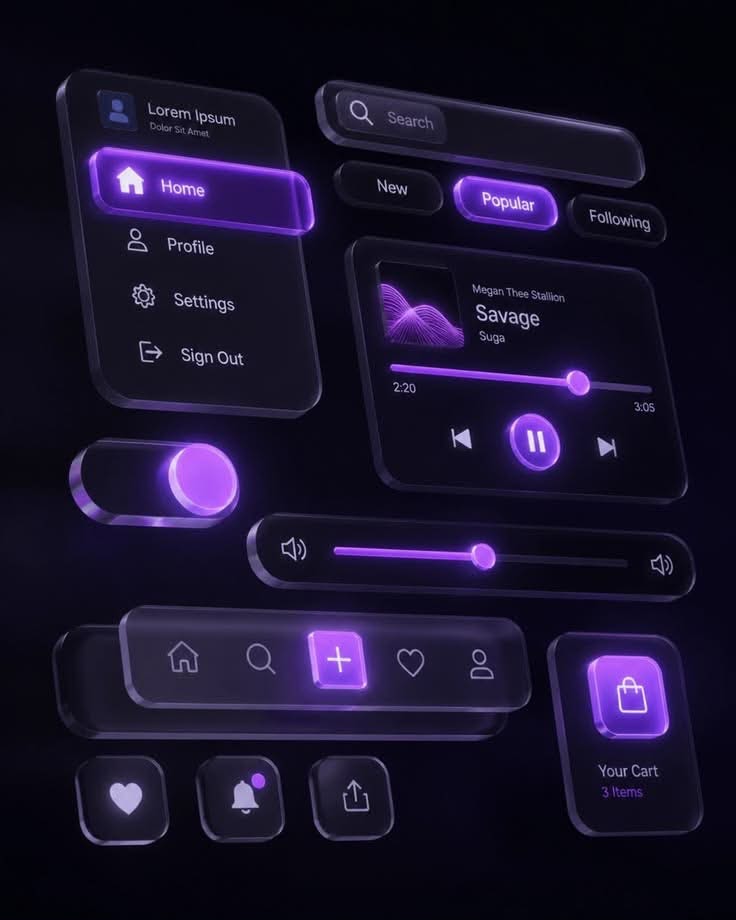 Lorem Ipsum
Dolor Sit Amet
Home
Profile
Settings
Sign Out
Search
New
Popular
Following
Megan Thee Stallion
Savage
Suga
2:20
3:05
Your Cart
3 Items